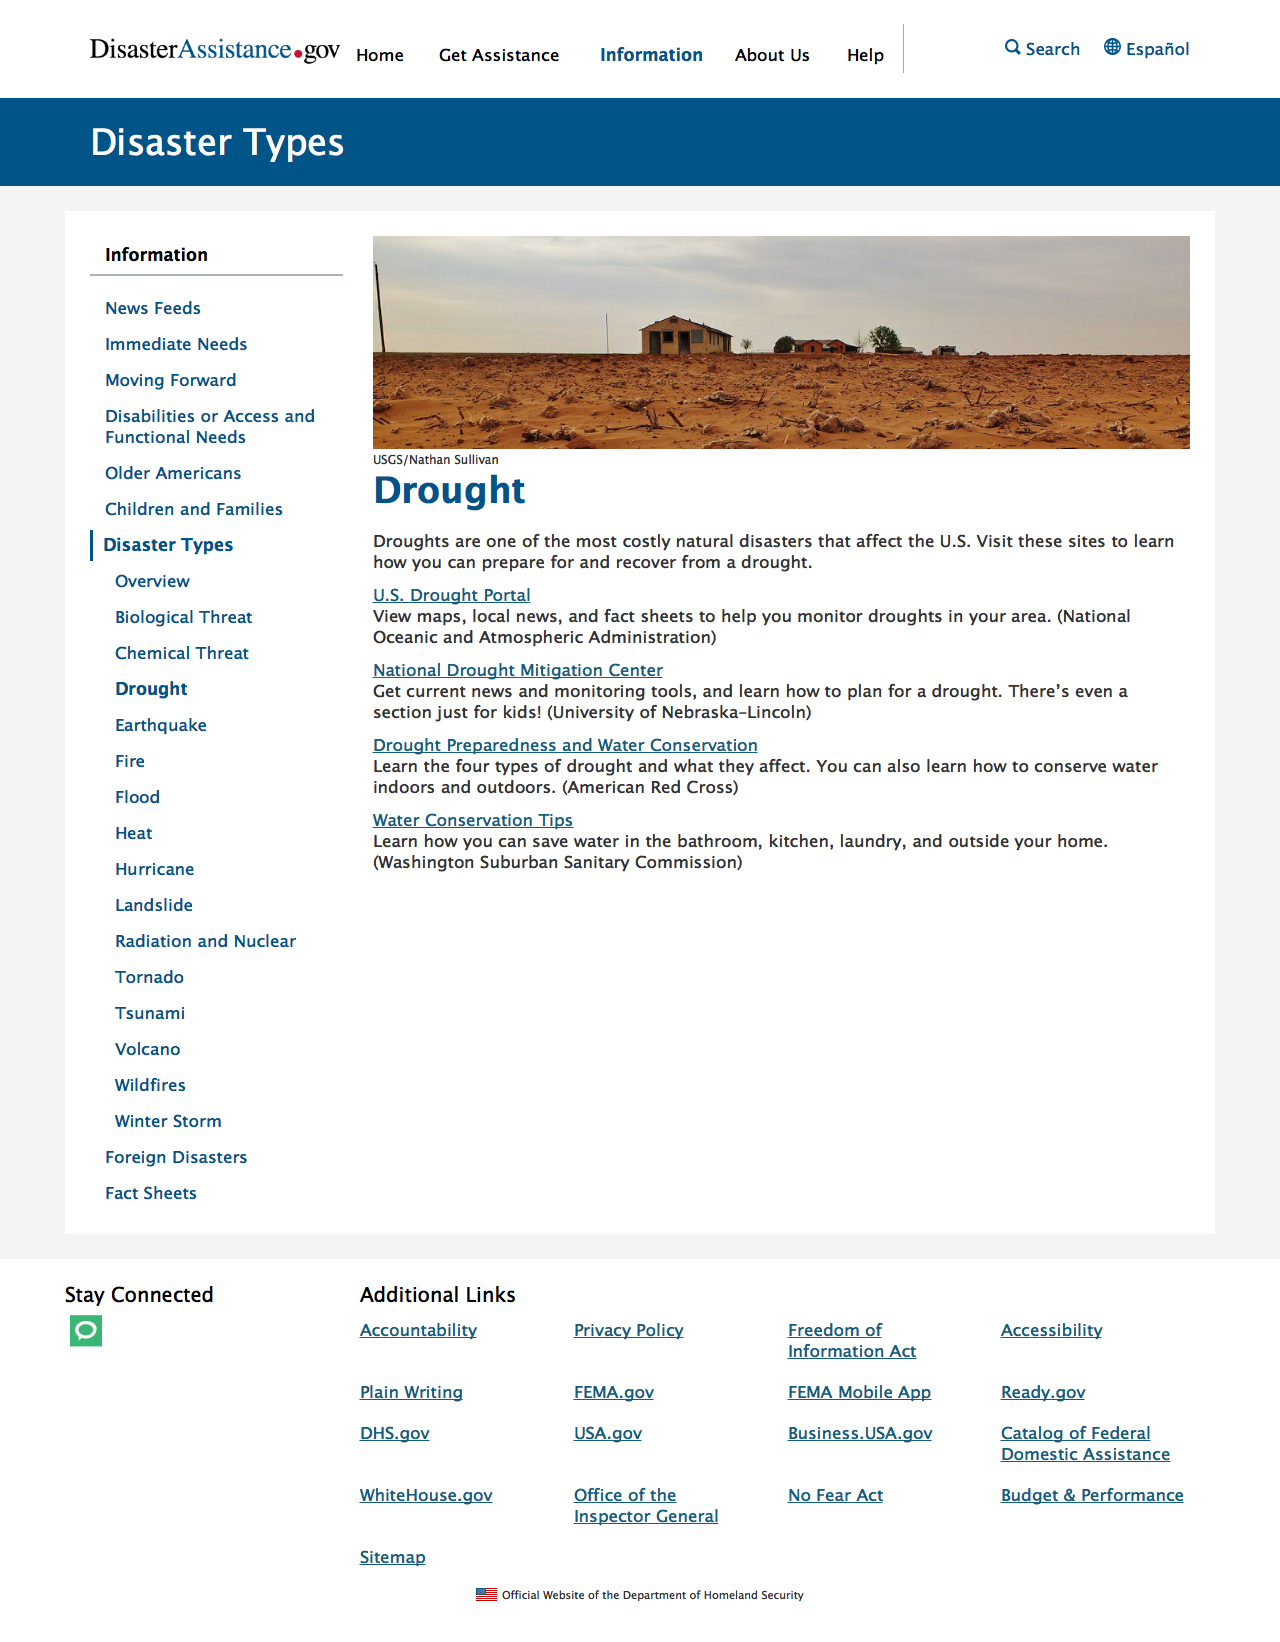 DisasterAssistance.gov
Home
Get Assistance
Information
About Us
Help
Search
Español
Disaster Types
Information
News Feeds
Immediate Needs
Moving Forward
Disabilities or Access and
Functional Needs
Older Americans
Children and Families
Disaster Types
Overview
Biological Threat
Chemical Threat
Drought
Earthquake
Fire
Flood
Heat
Hurricane
Landslide
Radiation and Nuclear
Tornado
Tsunami
Volcano
Wildfires
Winter Storm
Foreign Disasters
Fact Sheets
USGS/Nathan Sullivan
Drought
Droughts are one of the most costly natural disasters that affect the U.S. Visit these sites to learn
how you can prepare for and recover from a drought.
U.S. Drought Portal
View maps, local news, and fact sheets to help you monitor droughts in your area. (National
Oceanic and Atmospheric Administration)
National Drought Mitigation Center
Get current news and monitoring tools, and learn how to plan for a drought. There's even a
section just for kids! (University of Nebraska–Lincoln)
Drought Preparedness and Water Conservation
Learn the four types of drought and what they affect. You can also learn how to conserve water
indoors and outdoors. (American Red Cross)
Water Conservation Tips
Learn how you can save water in the bathroom, kitchen, laundry, and outside your home.
(Washington Suburban Sanitary Commission)
Stay Connected
Additional Links
Accountability
Privacy Policy
Freedom of
Information Act
Accessibility
Plain Writing
FEMA.gov
FEMA Mobile App
Ready.gov
DHS.gov
USA.gov
Business.USA.gov
Catalog of Federal
Domestic Assistance
WhiteHouse.gov
Office of the
Inspector General
No Fear Act
Budget & Performance
Sitemap
Official Website of the Department of Homeland Security